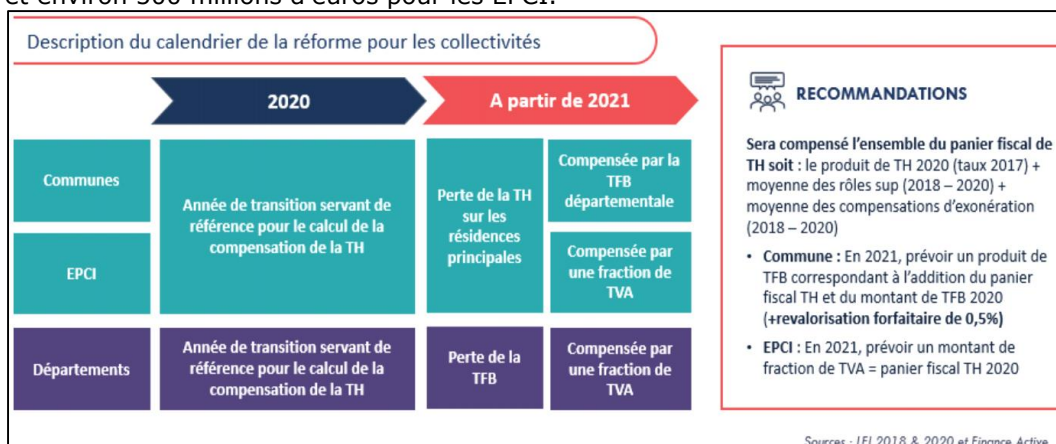 et environ 500 millions d'euros pour les EPCI.
Description du calendrier de la réforme pour les collectivités
2020
A partir de 2021
Communes
EPCI
Année de transition servant de
référence pour le calcul de la
compensation de la TH
Perte de la TH
sur les
résidences
principales
Compensée par la
TFB
départementale
Compensée par
une fraction de
TVA
Départements
Année de transition servant de
référence pour le calcul de la
compensation de la TH
Perte de la
TFB
Compensée par
une fraction de
TVA
RECOMMANDATIONS
Sera compensé l'ensemble du panier fiscal de
TH soit : le produit de TH 2020 (taux 2017) +
moyenne des rôles sup (2018 – 2020) +
moyenne des compensations d'exonération
(2018 – 2020)
• Commune : En 2021, prévoir un produit de
TFB correspondant à l'addition du panier
fiscal TH et du montant de TFB 2020
(+revalorisation forfaitaire de 0,5%)
• EPCI : En 2021, prévoir un montant de
fraction de TVA = panier fiscal TH 2020
Sources : LFI 2018 & 2020 et Finance Active